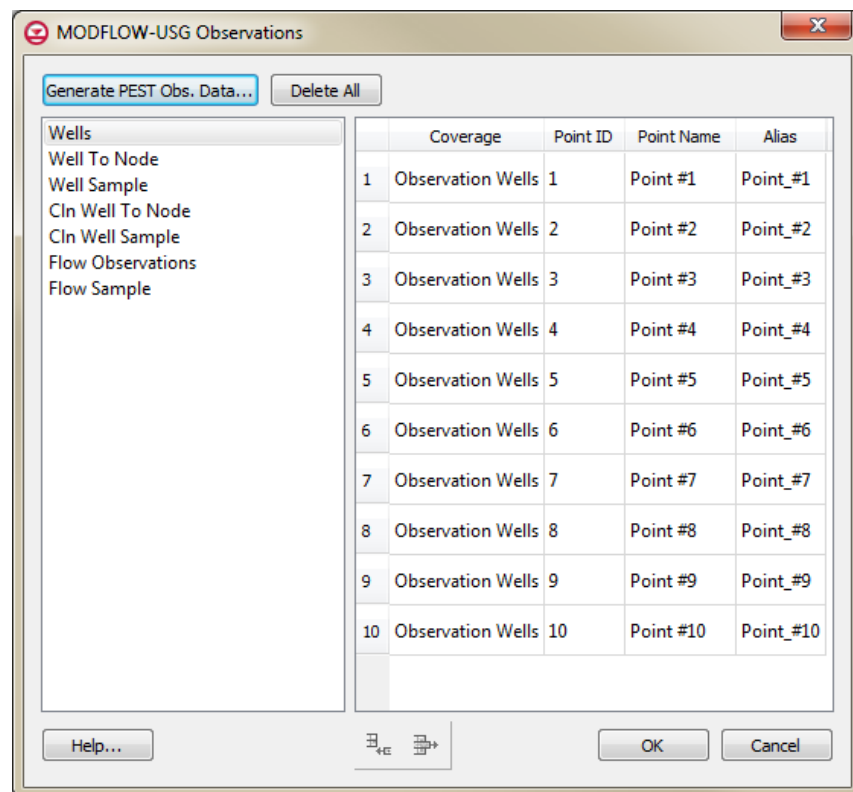 MODFLOW-USG Observations
Generate PEST Obs. Data... Delete All
Wells
Well To Node
Well Sample
Cln Well To Node
Cln Well Sample
Flow Observations
Flow Sample
Coverage Point ID Point Name Alias
1 Observation Wells 1 Point #1 Point_#1
2 Observation Wells 2 Point #2 Point_#2
3 Observation Wells 3 Point #3 Point_#3
4 Observation Wells 4 Point #4 Point_#4
5 Observation Wells 5 Point #5 Point_#5
6 Observation Wells 6 Point #6 Point_#6
7 Observation Wells 7 Point #7 Point_#7
8 Observation Wells 8 Point #8 Point_#8
9 Observation Wells 9 Point #9 Point_#9
10 Observation Wells 10 Point #10 Point_#10
Help... OK Cancel